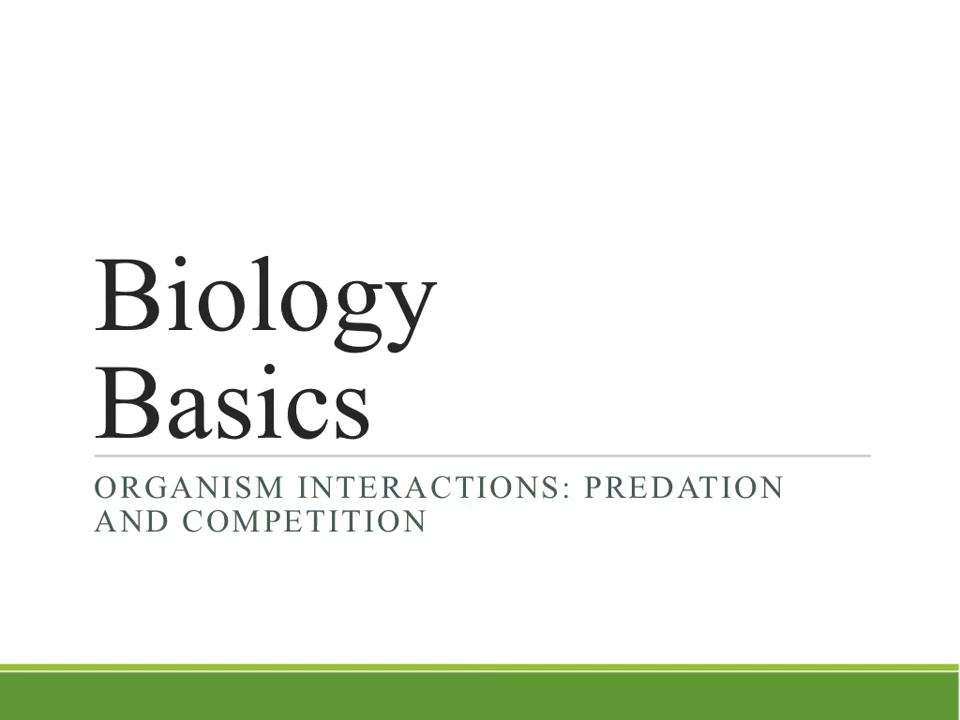 Biology
Basics
ORGANISM INTERACTIONS: PREDATION
AND COMPETITION